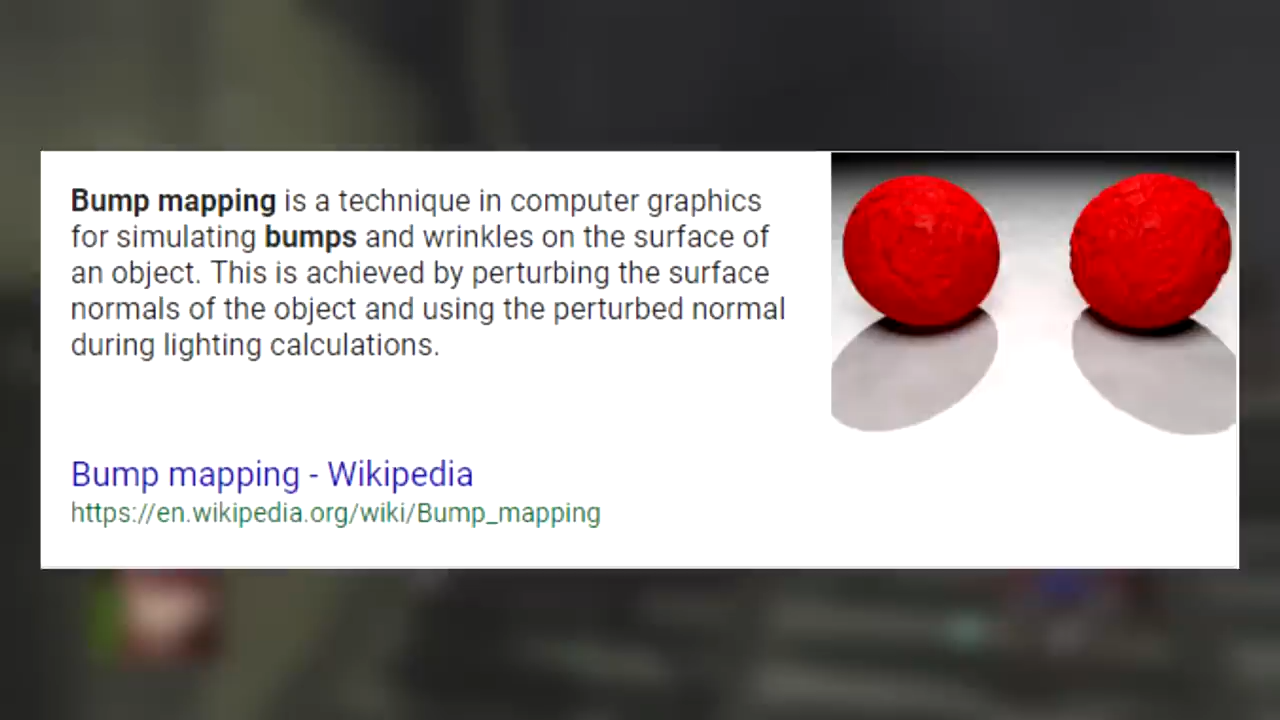 Bump mapping is a technique in computer graphics
for simulating bumps and wrinkles on the surface of
an object. This is achieved by perturbing the surface
normals of the object and using the perturbed normal
during lighting calculations.
Bump mapping - Wikipedia
https://en.wikipedia.org/wiki/Bump_mapping